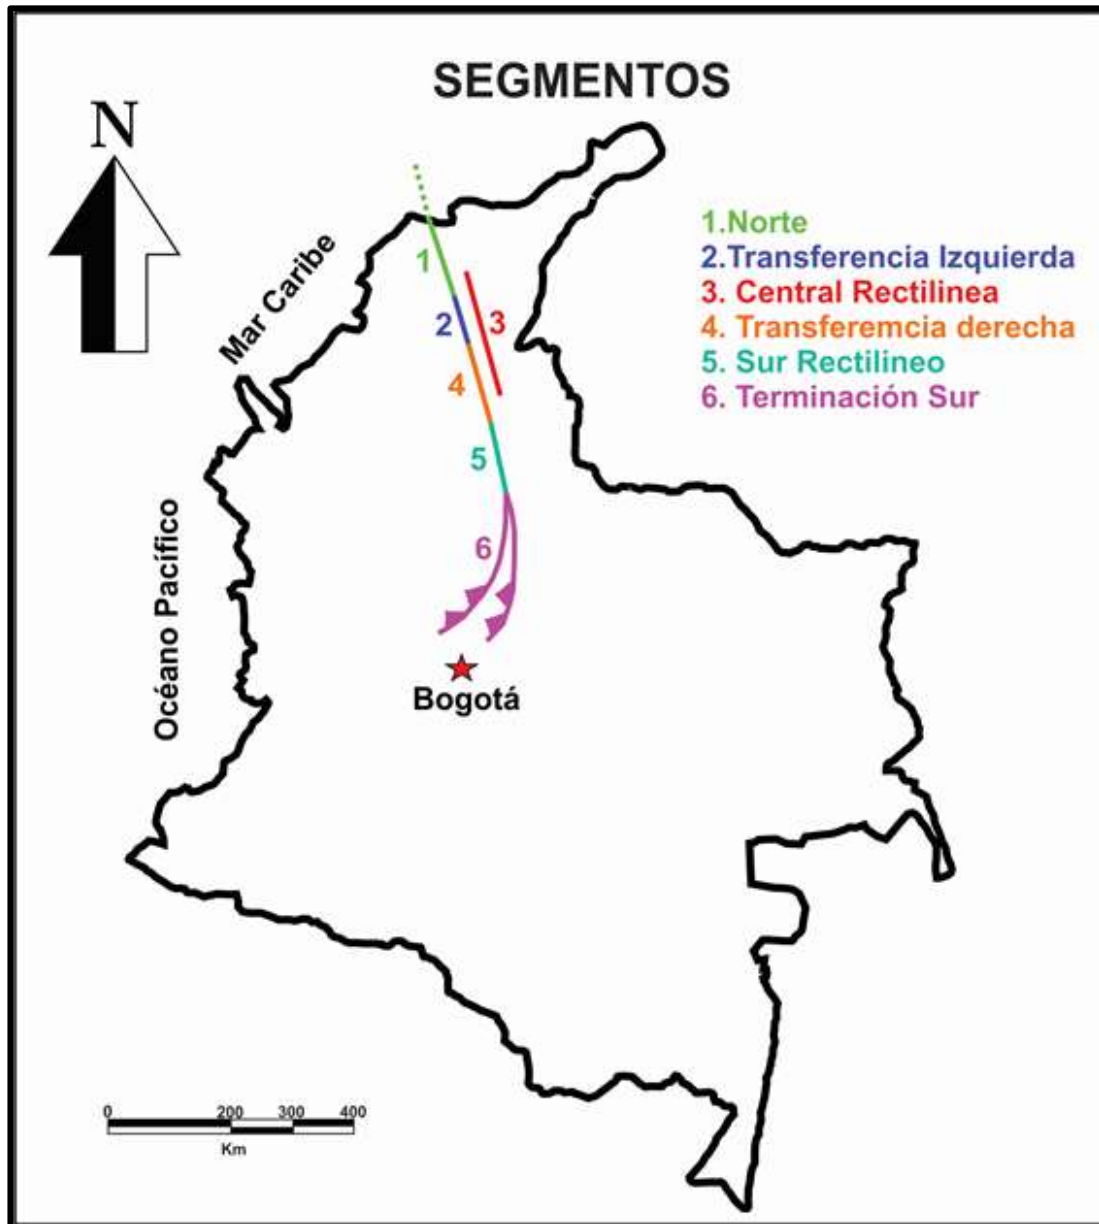 SEGMENTOS
N
1.Norte
2.Transferencia Izquierda
3. Central Rectilinea
4. Transferemcia derecha
5. Sur Rectilineo
6. Terminación Sur
Mar Caribe
1
2
3
4
5
6
Océano Pacífico
Bogotá
0 200 300 400
Km